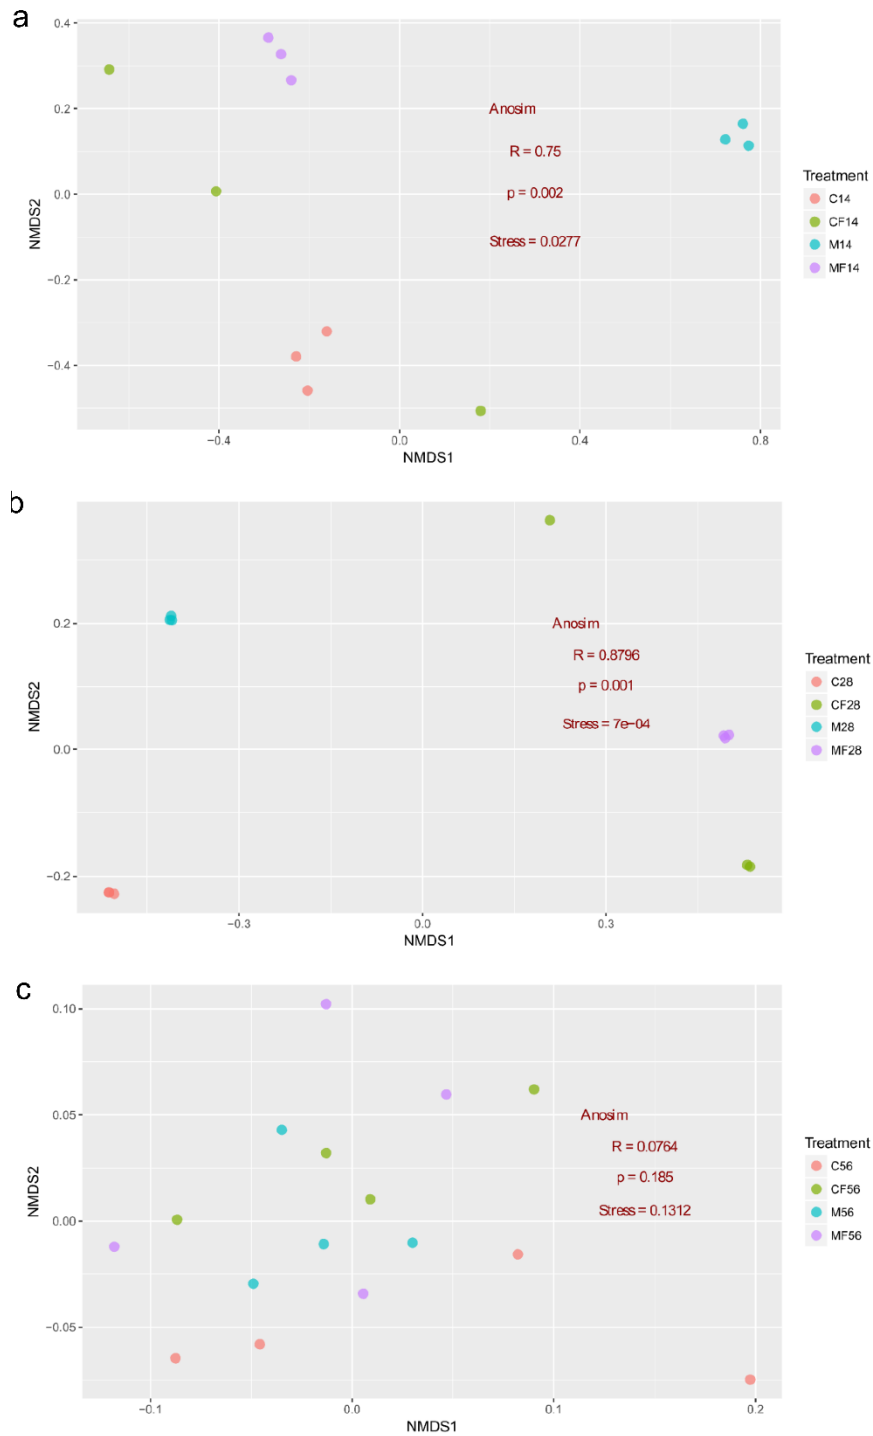 a
0.4
0.2
0.0
−0.2
−0.4
NMDS2
−0.4
0.0
0.4
0.8
NMDS1
Anosim
R = 0.75
p = 0.002
Stress = 0.0277
Treatment
C14
CF14
M14
MF14
b
0.2
0.0
−0.2
NMDS2
−0.3
0.0
0.3
NMDS1
Anosim
R = 0.8796
p = 0.001
Stress = 7e−04
Treatment
C28
CF28
M28
MF28
c
0.10
0.05
0.00
−0.05
NMDS2
−0.1
0.0
0.1
0.2
NMDS1
Anosim
R = 0.0764
p = 0.185
Stress = 0.1312
Treatment
C56
CF56
M56
MF56